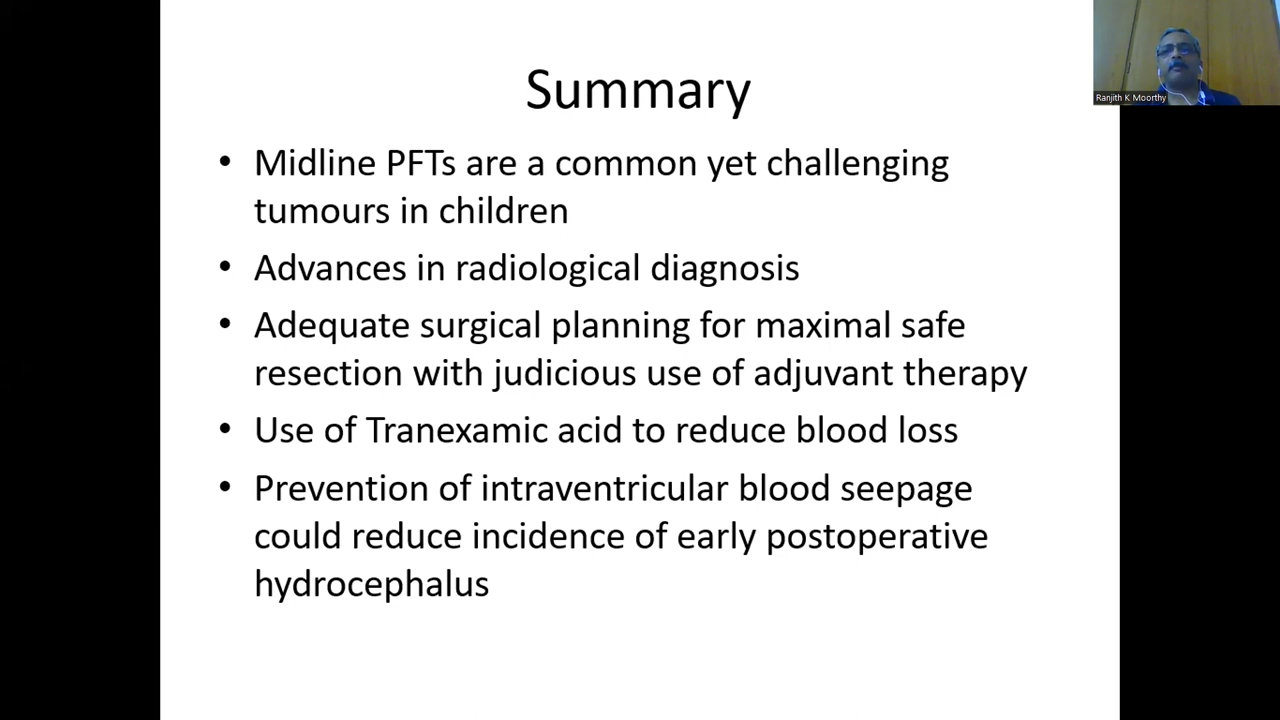 Summary
• Midline PFTs are a common yet challenging
tumours in children
• Advances in radiological diagnosis
• Adequate surgical planning for maximal safe
resection with judicious use of adjuvant therapy
• Use of Tranexamic acid to reduce blood loss
• Prevention of intraventricular blood seepage
could reduce incidence of early postoperative
hydrocephalus
Ranjith K Moorthy